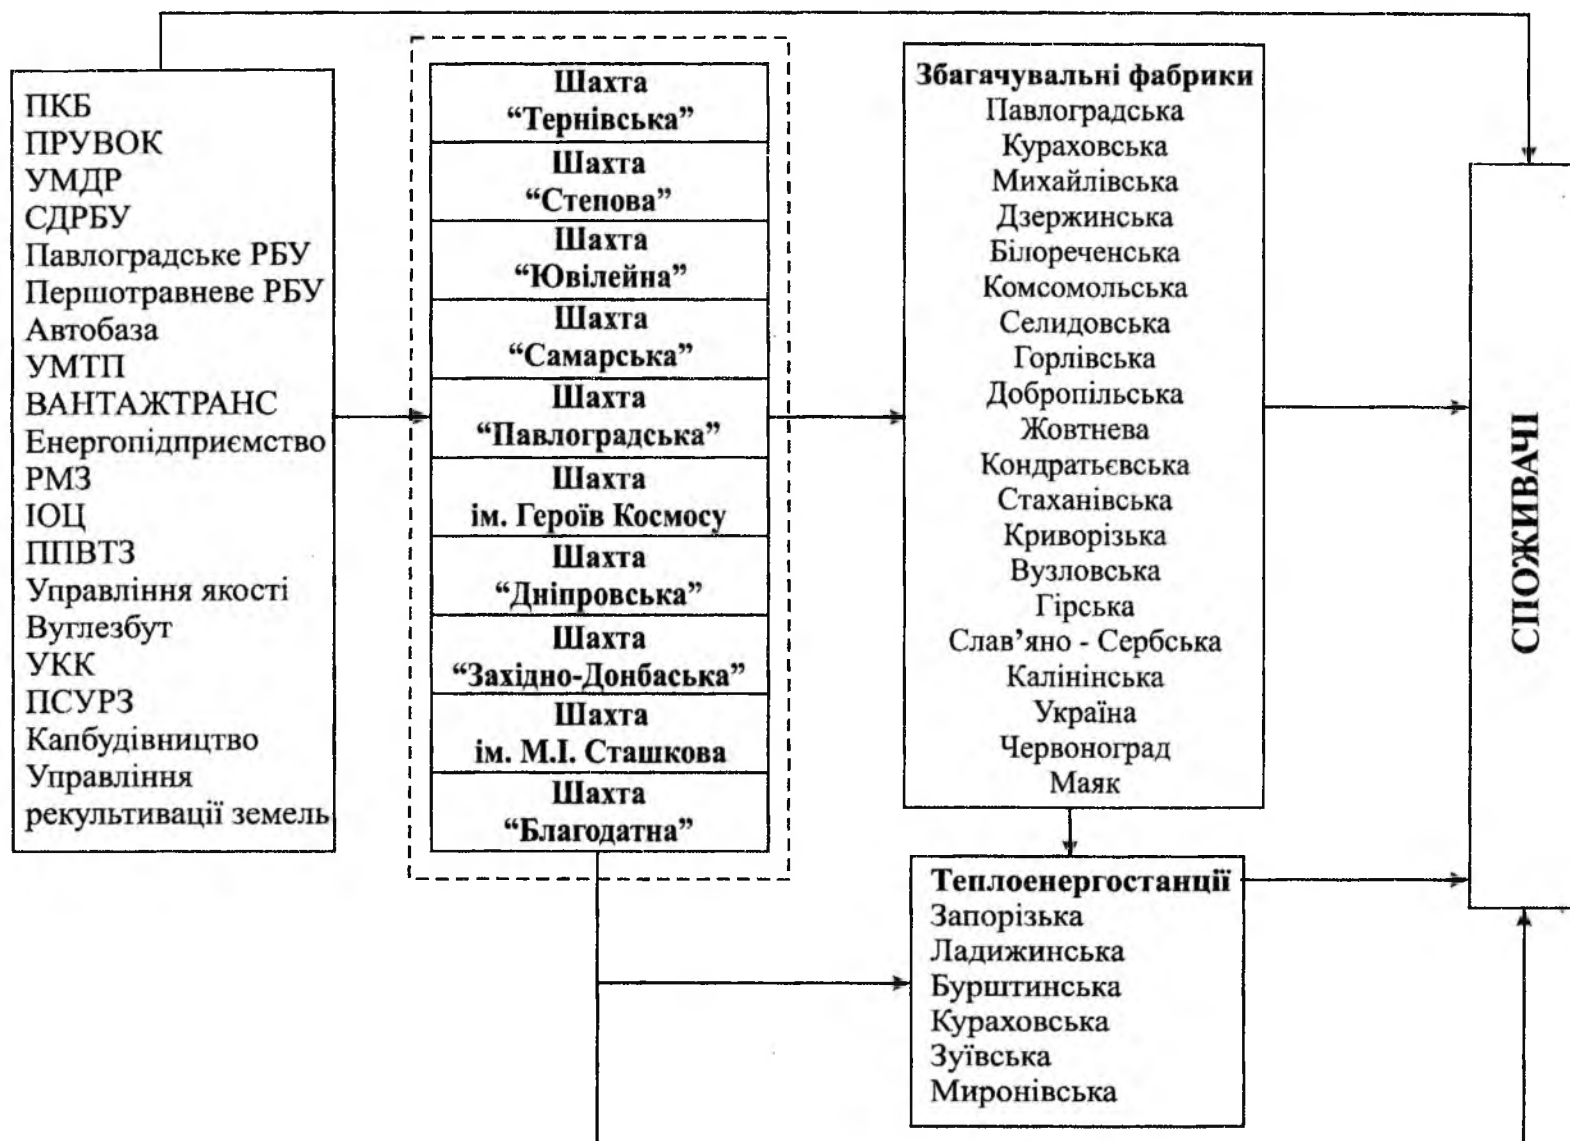 ПКБ
ПРУВОК
УМДР
СДРБУ
Павлоградське РБУ
Першотравневе РБУ
Автобаза
УМТП
ВАНТАЖТРАНС
Енергопідприємство
РМЗ
ІОЦ
ППВТЗ
Управління якості
Вуглезбут
УКК
ПСУРЗ
Капбудівництво
Управління
рекультивації земель
Шахта
“Тернівська”
Шахта
“Степова”
Шахта
“Ювілейна”
Шахта
“Самарська”
Шахта
“Павлоградська”
Шахта
ім. Героїв Космосу
Шахта
“Дніпровська”
Шахта
“Західно-Донбаська”
Шахта
ім. М.І. Сташкова
Шахта
“Благодатна”
Збагачувальні фабрики
Павлоградська
Кураховська
Михайлівська
Дзержинська
Білореченська
Комсомольська
Селидовська
Горлівська
Добропільська
Жовтнева
Кондратьєвська
Стаханівська
Криворізька
Вузловська
Гірська
Слав’яно - Сербська
Калінінська
Україна
Червоноград
Маяк
Теплоенергостанції
Запорізька
Ладижинська
Бурштинська
Кураховська
Зуївська
Миронівська
СПОЖИВАЧІ